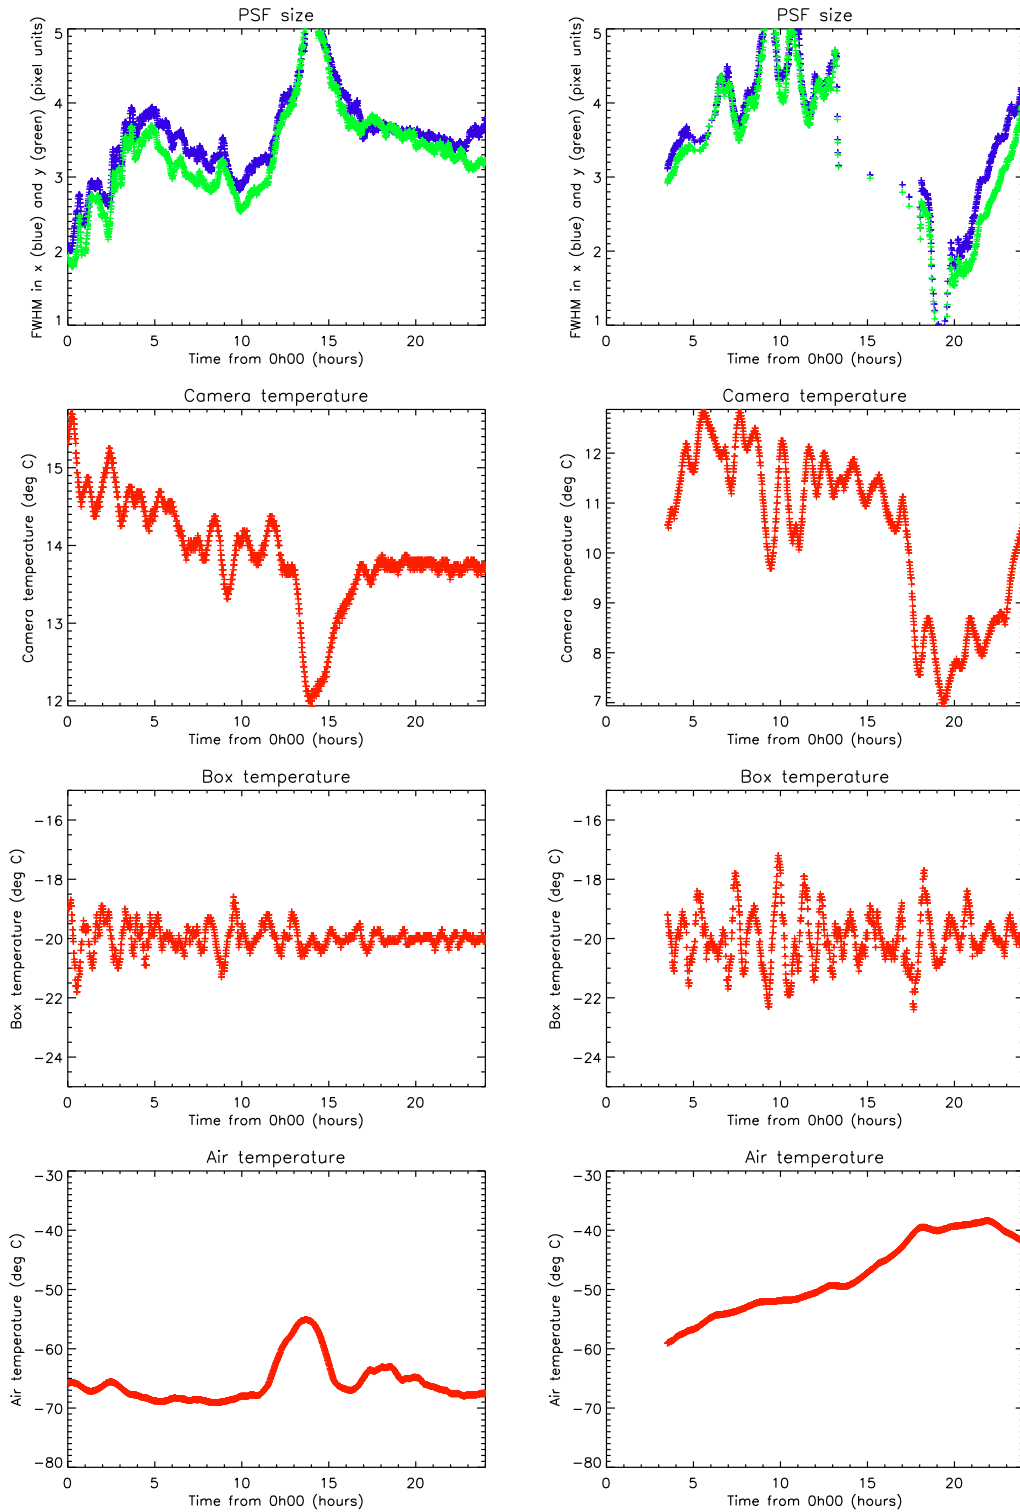 PSF size
FWHM in x (blue) and y (green) (pixel units)
5
4
3
2
1
0 5 10 15 20
Time from 0h00 (hours)
PSF size
FWHM in x (blue) and y (green) (pixel units)
5
4
3
2
1
0 5 10 15 20
Time from 0h00 (hours)
Camera temperature
Camera temperature (deg C)
15
14
13
12
0 5 10 15 20
Time from 0h00 (hours)
Camera temperature
Camera temperature (deg C)
12
11
10
9
8
7
0 5 10 15 20
Time from 0h00 (hours)
Box temperature
Box temperature (deg C)
−16
−18
−20
−22
−24
0 5 10 15 20
Time from 0h00 (hours)
Box temperature
Box temperature (deg C)
−16
−18
−20
−22
−24
0 5 10 15 20
Time from 0h00 (hours)
Air temperature
Air temperature (deg C)
−30
−40
−50
−60
−70
−80
0 5 10 15 20
Time from 0h00 (hours)
Air temperature
Air temperature (deg C)
−30
−40
−50
−60
−70
−80
0 5 10 15 20
Time from 0h00 (hours)